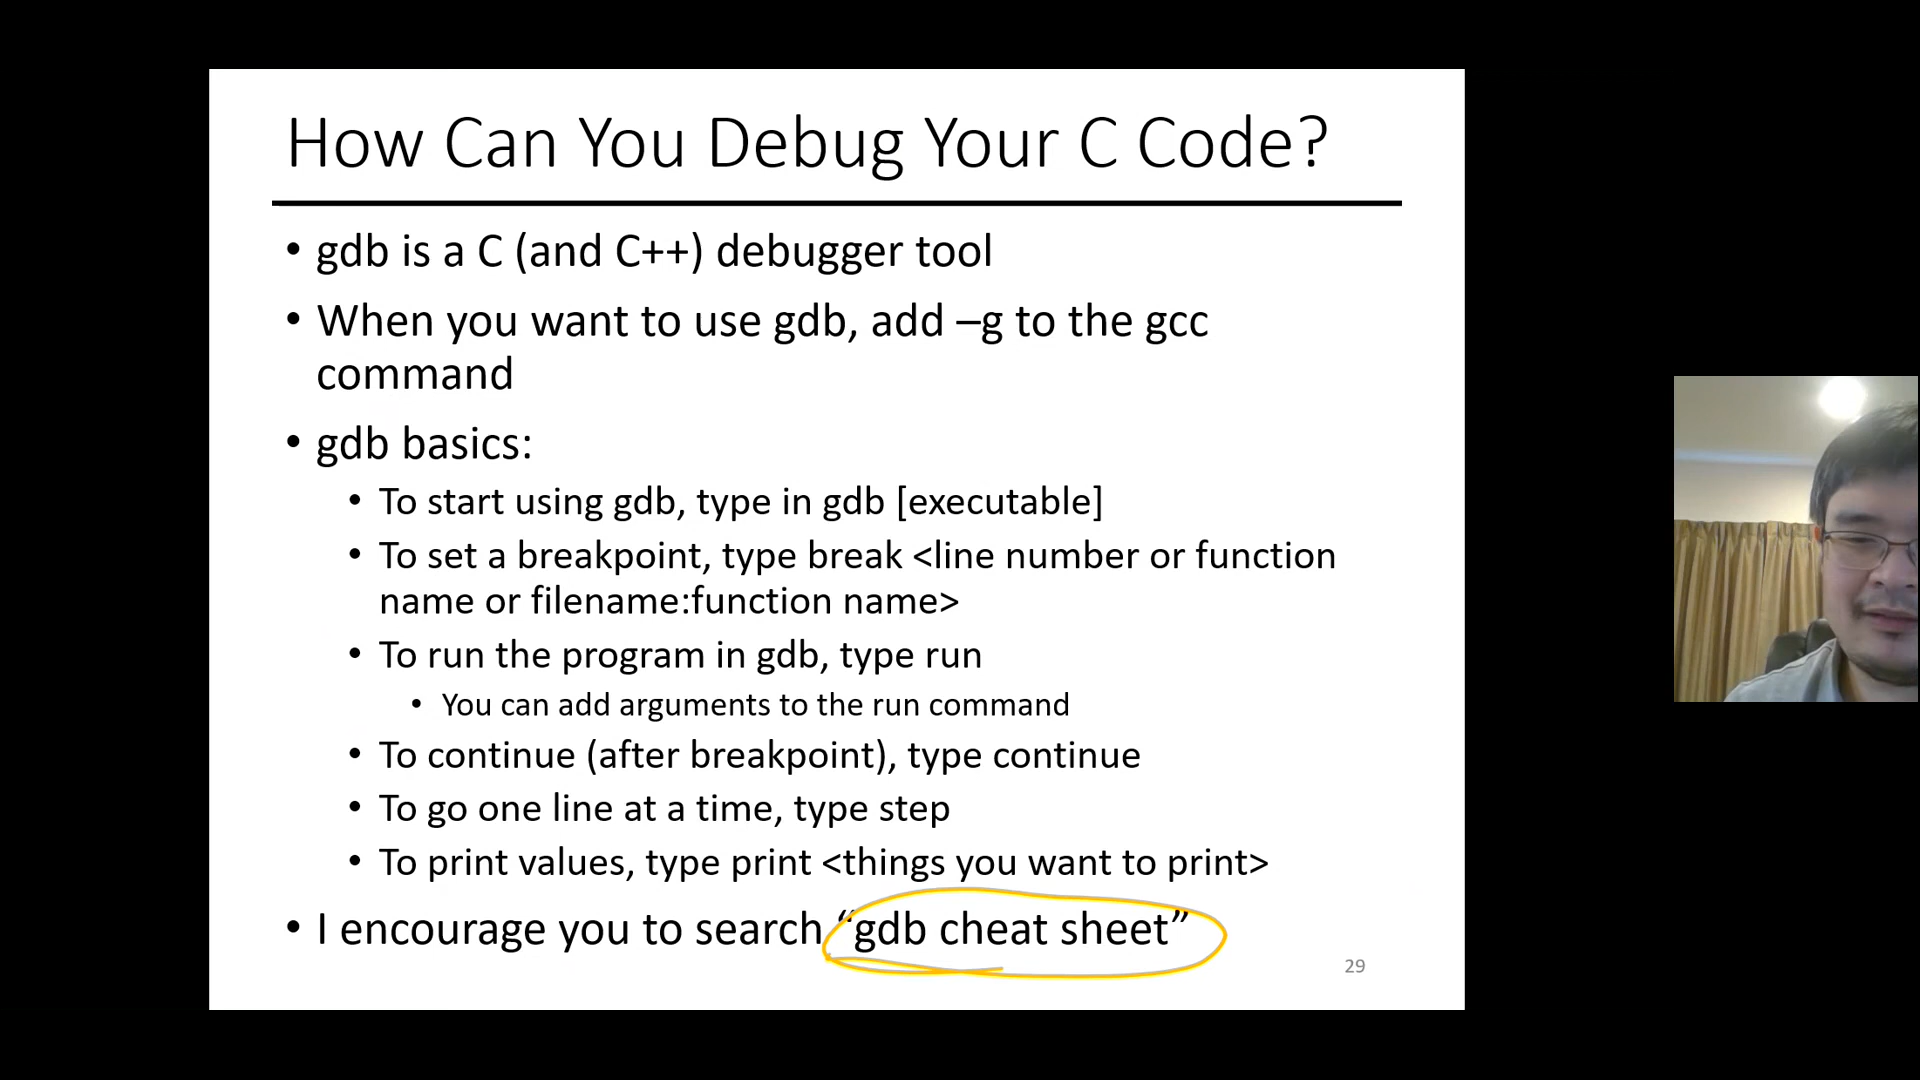 How Can You Debug Your C Code?
• gdb is a C (and C++) debugger tool
• When you want to use gdb, add –g to the gcc
command
• gdb basics:
• To start using gdb, type in gdb [executable]
• To set a breakpoint, type break <line number or function
name or filename:function name>
• To run the program in gdb, type run
• You can add arguments to the run command
• To continue (after breakpoint), type continue
• To go one line at a time, type step
• To print values, type print <things you want to print>
• I encourage you to search “gdb cheat sheet”
29